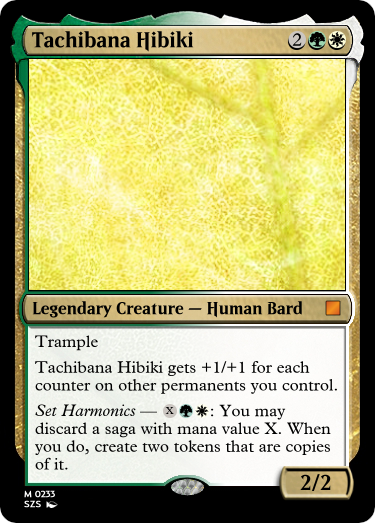 Tachibana Hibiki 2
Legendary Creature — Human Bard
Trample
Tachibana Hibiki gets +1/+1 for each
counter on other permanents you control.
Set Harmonics — X: You may
discard a saga with mana value X. When
you do, create two tokens that are copies
of it.
2/2
M 0233
SZS